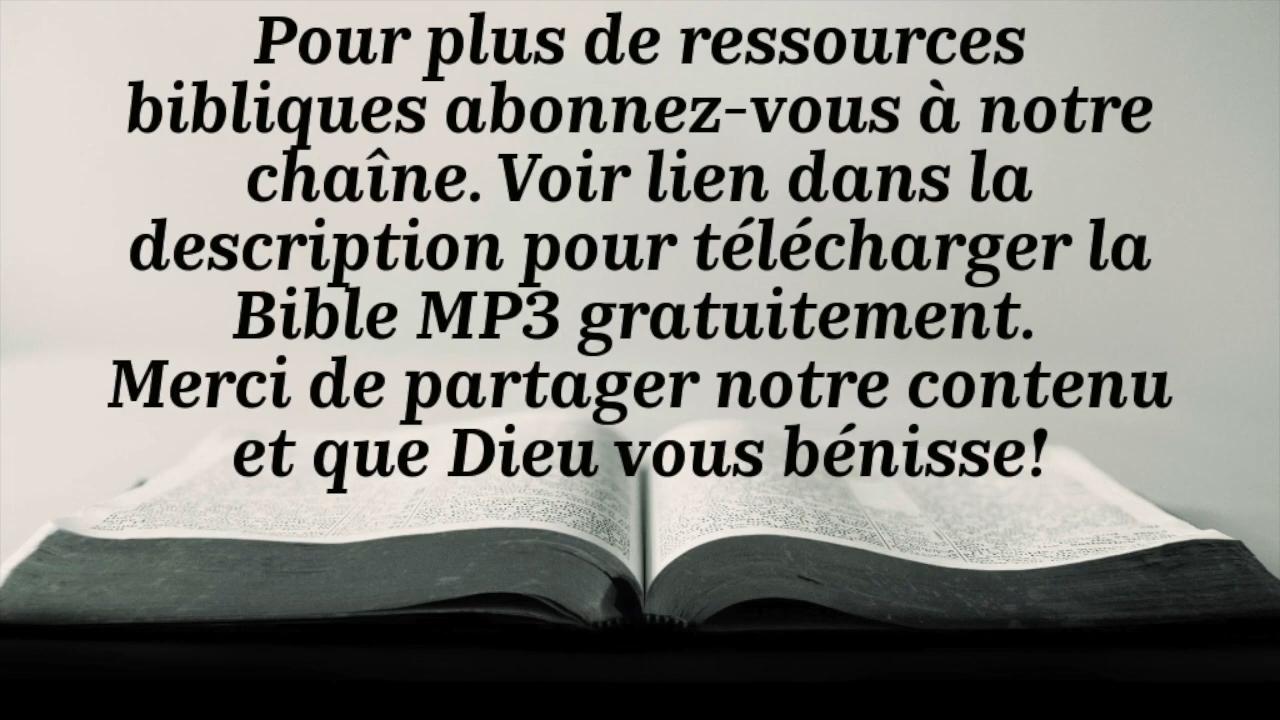 Pour plus de ressources
bibliques abonnez-vous à notre
chaîne. Voir lien dans la
description pour télécharger la
Bible MP3 gratuitement.
Merci de partager notre contenu
et que Dieu vous bénisse!